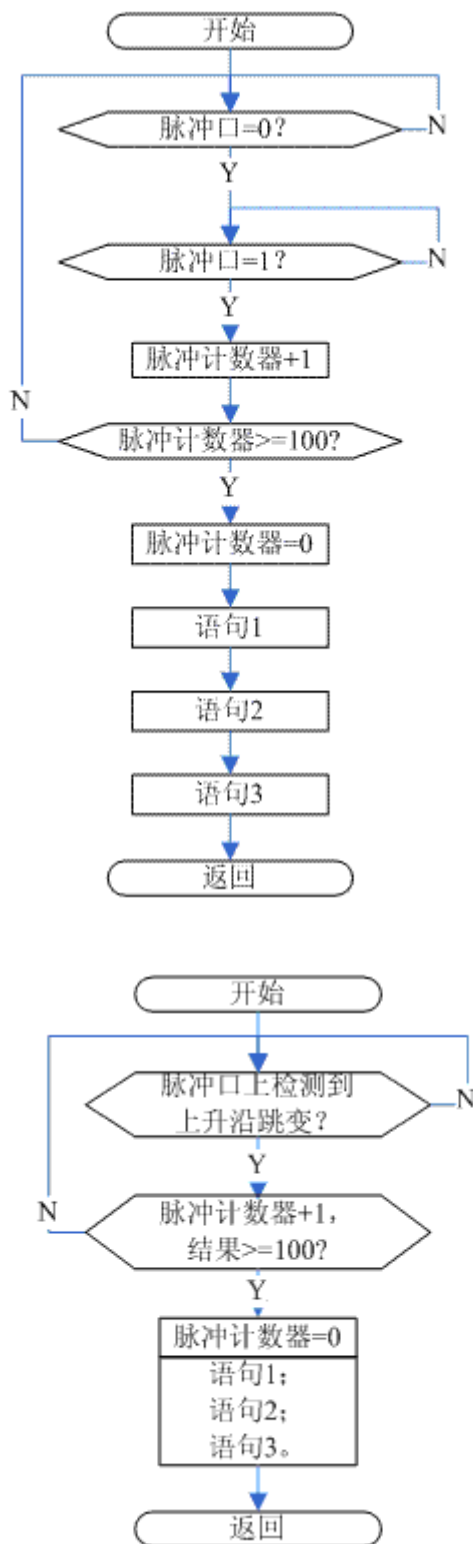 开始
脉冲口=0?
N
Y
脉冲口=1?
N
Y
脉冲计数器+1
N
脉冲计数器>=100?
Y
脉冲计数器=0
语句1
语句2
语句3
返回
开始
脉冲口上检测到
上升沿跳变?
N
Y
N
脉冲计数器+1，
结果>=100?
Y
脉冲计数器=0
语句1；
语句2；
语句3。
返回